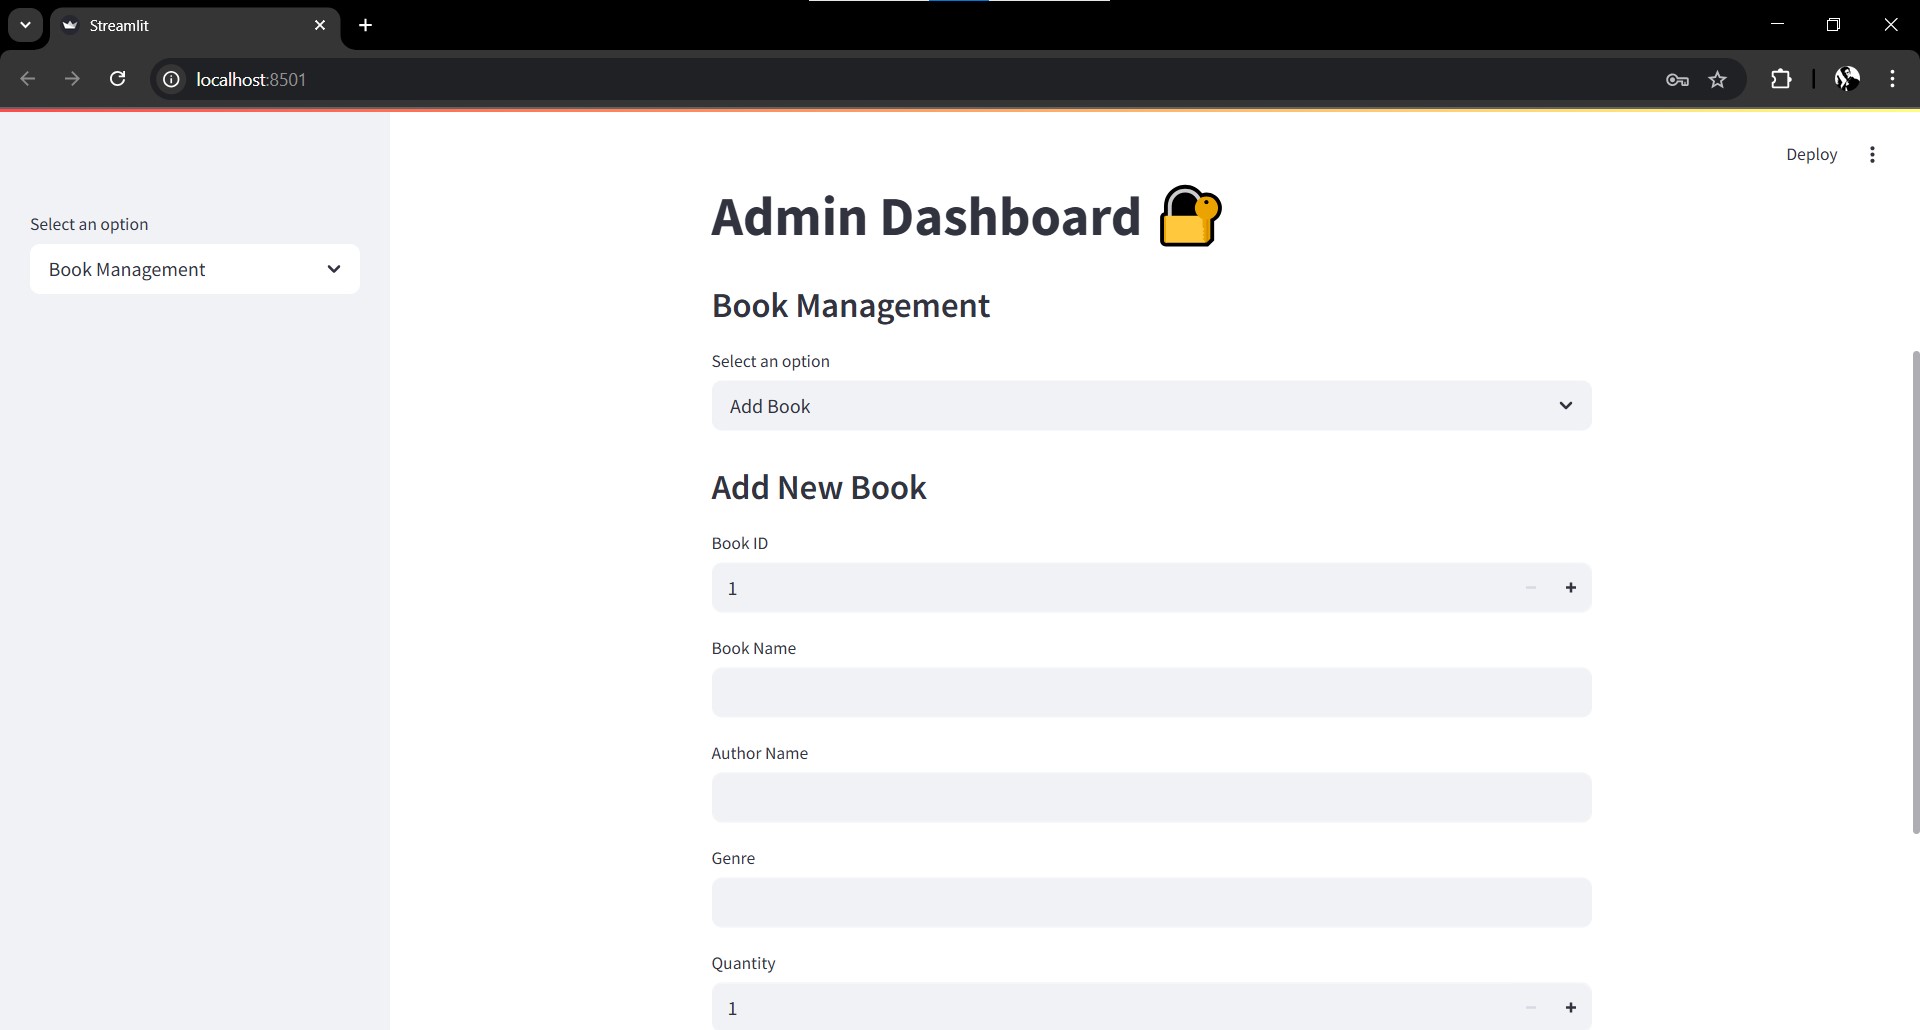 Streamlit
localhost:8501
Deploy
Select an option
Book Management
Admin Dashboard
Book Management
Select an option
Add Book
Add New Book
Book ID
1
Book Name
Author Name
Genre
Quantity
1